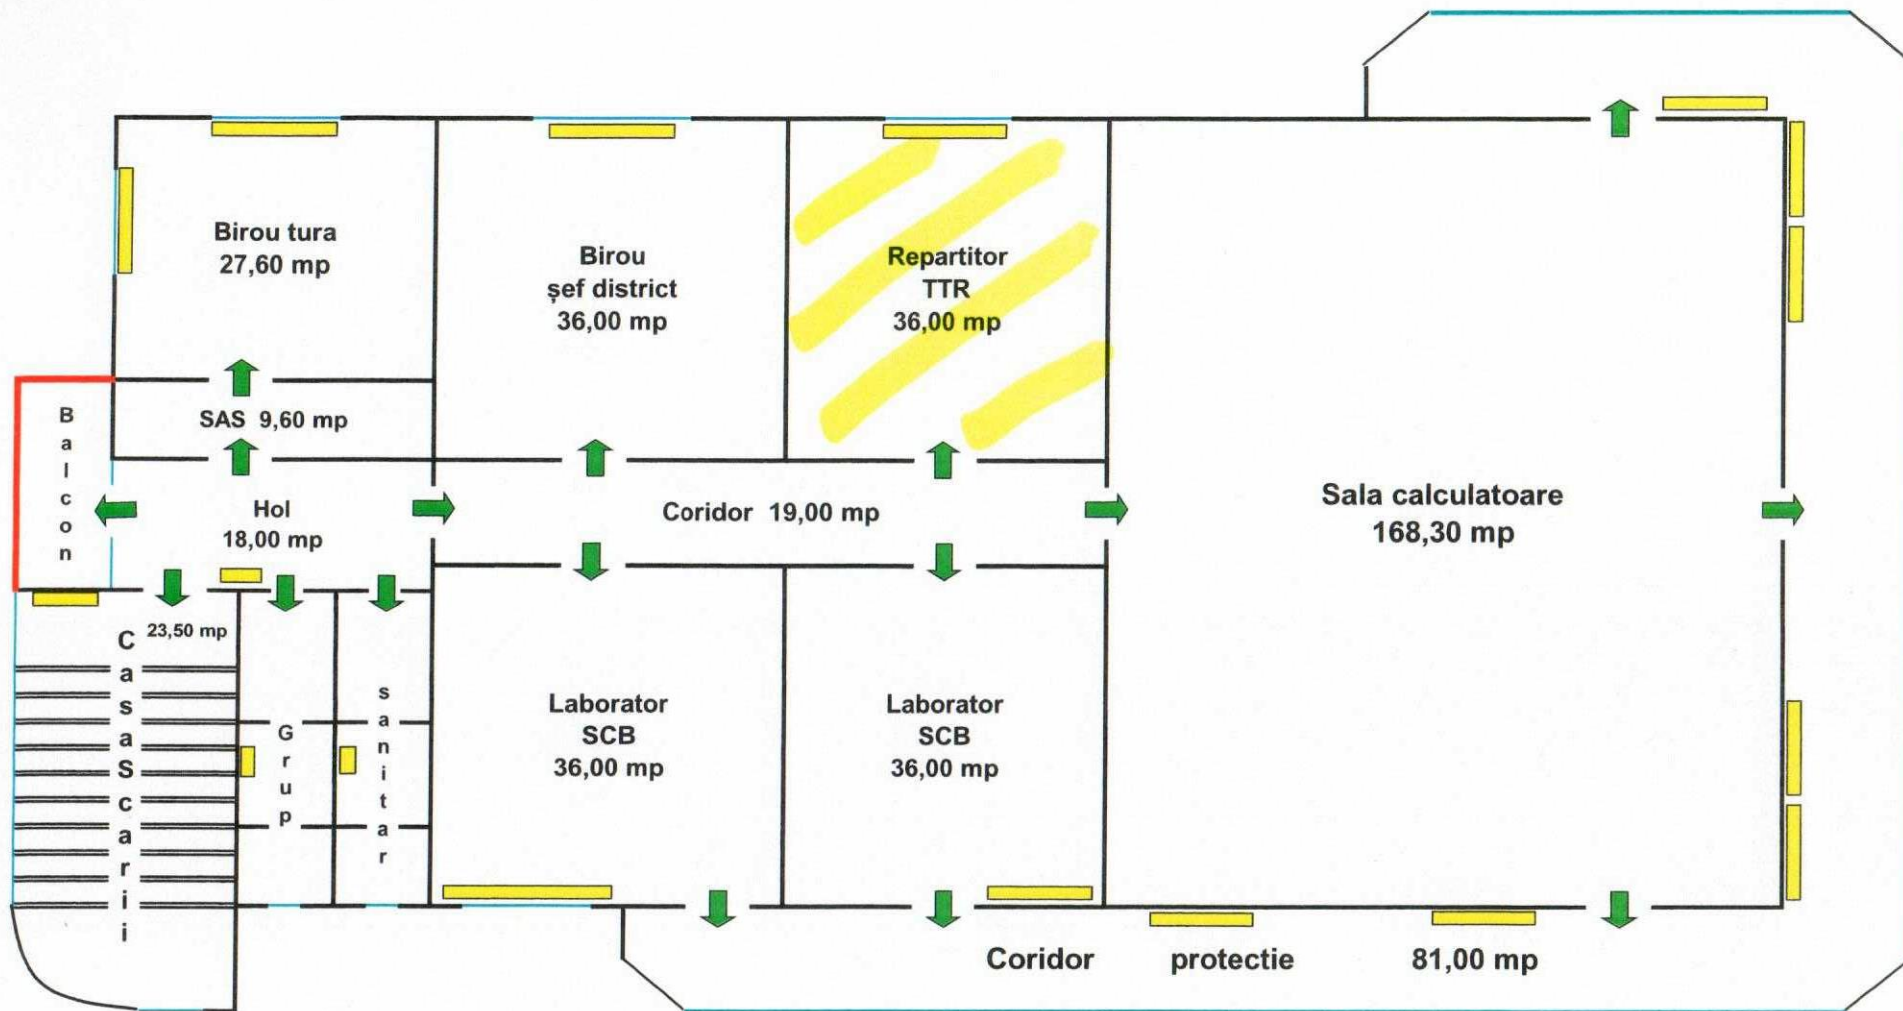 Birou tura
27,60 mp
Birou
șef district
36,00 mp
Repartitor
TTR
36,00 mp
SAS 9,60 mp
Balcon
Hol
18,00 mp
Coridor 19,00 mp
Sala calculatoare
168,30 mp
23,50 mp
Casa Scarii
Grup
sanitar
Laborator
SCB
36,00 mp
Laborator
SCB
36,00 mp
Coridor protectie 81,00 mp